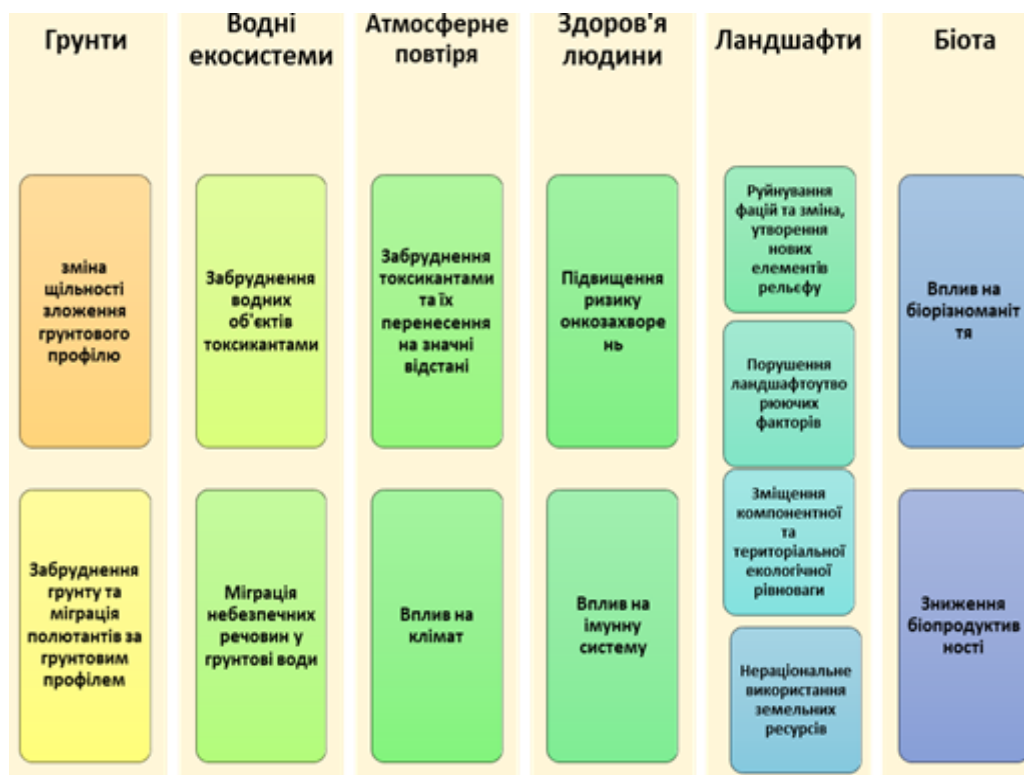 Грунти
зміна
щільності
зложення
грунтового
профілю
Забруднення
грунту та
міграція
полютантів за
грунтовим
профілем
Водні
екосистеми
Забруднення
водних
об'єктів
токсикантами
Міграція
небезпечних
речовин у
грунтові води
Атмосферне
повтіря
Забруднення
токсикантами
та їх
перенесення
на значні
відстані
Вплив на
клімат
Здоров'я
людини
Підвищення
ризику
онкозахворе
нь
Вплив на
імунну
систему
Ландшафти
Руйнування
фацій та зміна,
утворення
нових
елементів
рельєфу
Порушення
ландшафтоутво
рюючих
факторів
Зміщення
компонентної
та
територіальної
екологічної
рівноваги
Нераціональне
використання
земельних
ресурсів
Біота
Вплив на
біорізноманіт
тя
Зниження
біопродуктив
ності